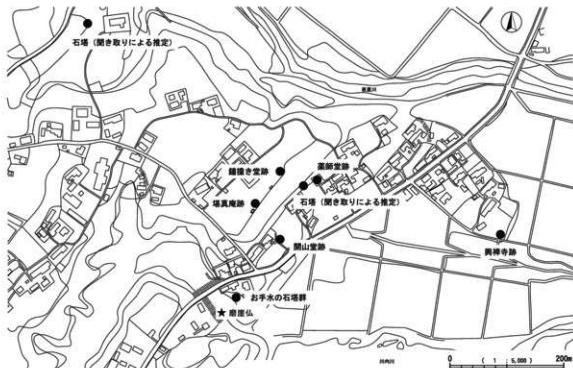 石塔（聞き取りによる推定）
鐘撞き堂跡
薬師堂跡
堪真庵跡
石塔（聞き取りによる推定）
興禅寺跡
開山堂跡
お手水の石塔群
★ 磨崖仏
0 （ 1 : 5,000 ） 200m